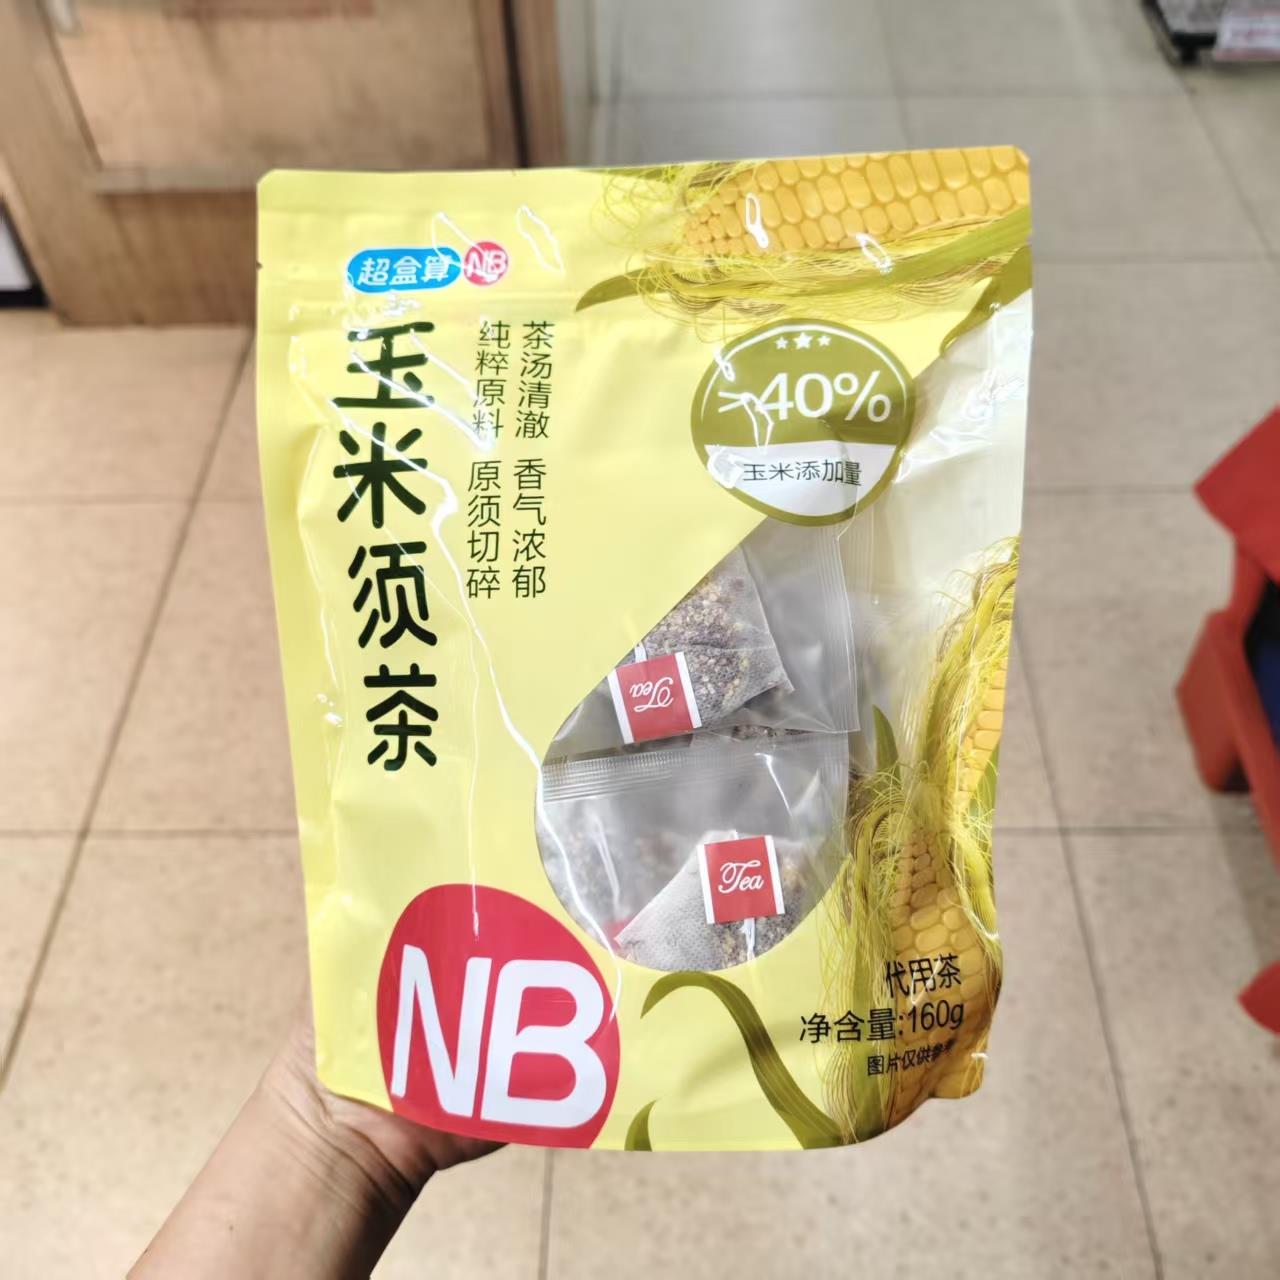 超盒算 NB
玉米须茶
茶汤清澈 香气浓郁
纯粹原料 原须切碎
>40%
玉米添加量
Tea
Tea
NB
代用茶
净含量:160g
图片仅供参考